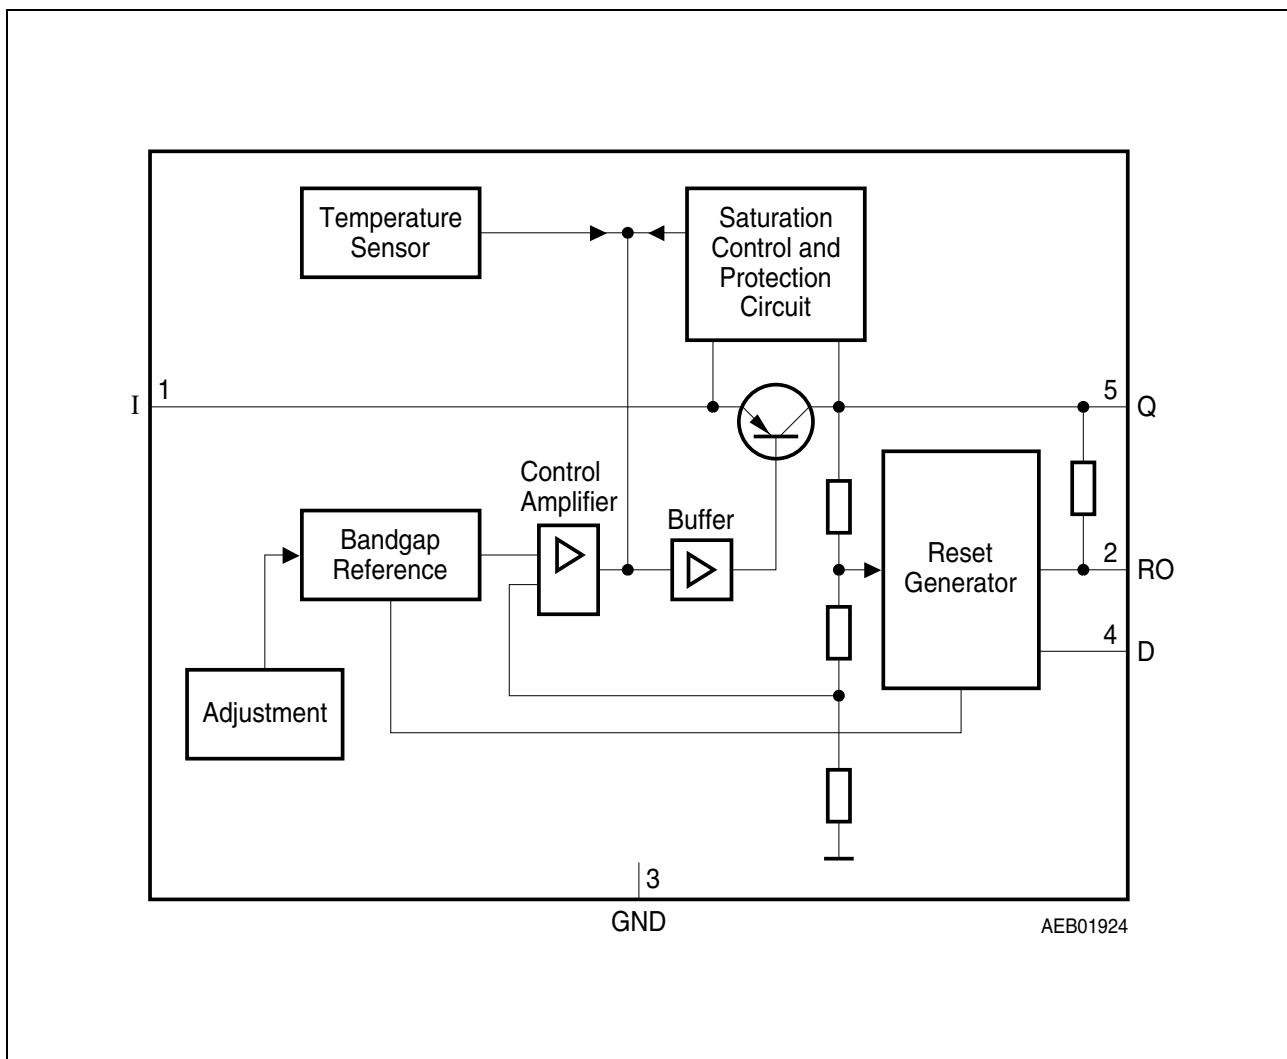 Temperature
Sensor
Saturation
Control and
Protection
Circuit
1
I
5
Q
Control
Amplifier
Buffer
Bandgap
Reference
Reset
Generator
2
RO
4
D
Adjustment
3
GND
AEB01924